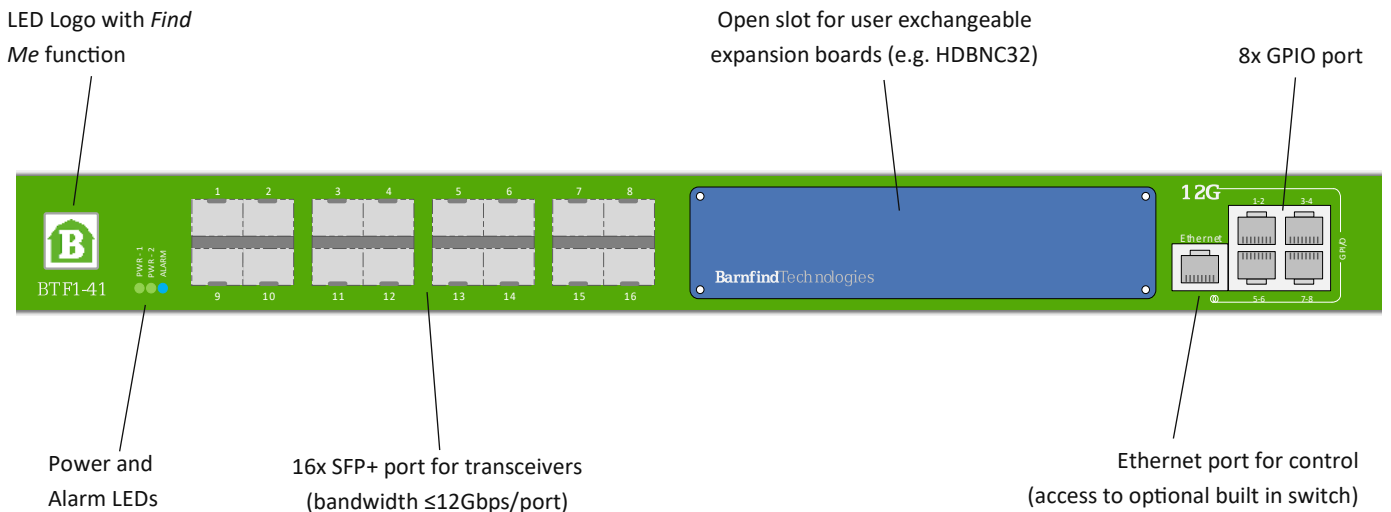 LED Logo with Find
Me function
Open slot for user exchangeable
expansion boards (e.g. HDBNC32)
8x GPIO port
1 2 3 4 5 6 7 8
12G
1-2 3-4
B
BTF1-41
PWR - 1
PWR - 2
ALARM
Ethernet
GPI/O
BarnfindTechnologies
9 10 11 12 13 14 15 16
5-6 7-8
Power and
Alarm LEDs
16x SFP+ port for transceivers
(bandwidth ≤12Gbps/port)
Ethernet port for control
(access to optional built in switch)